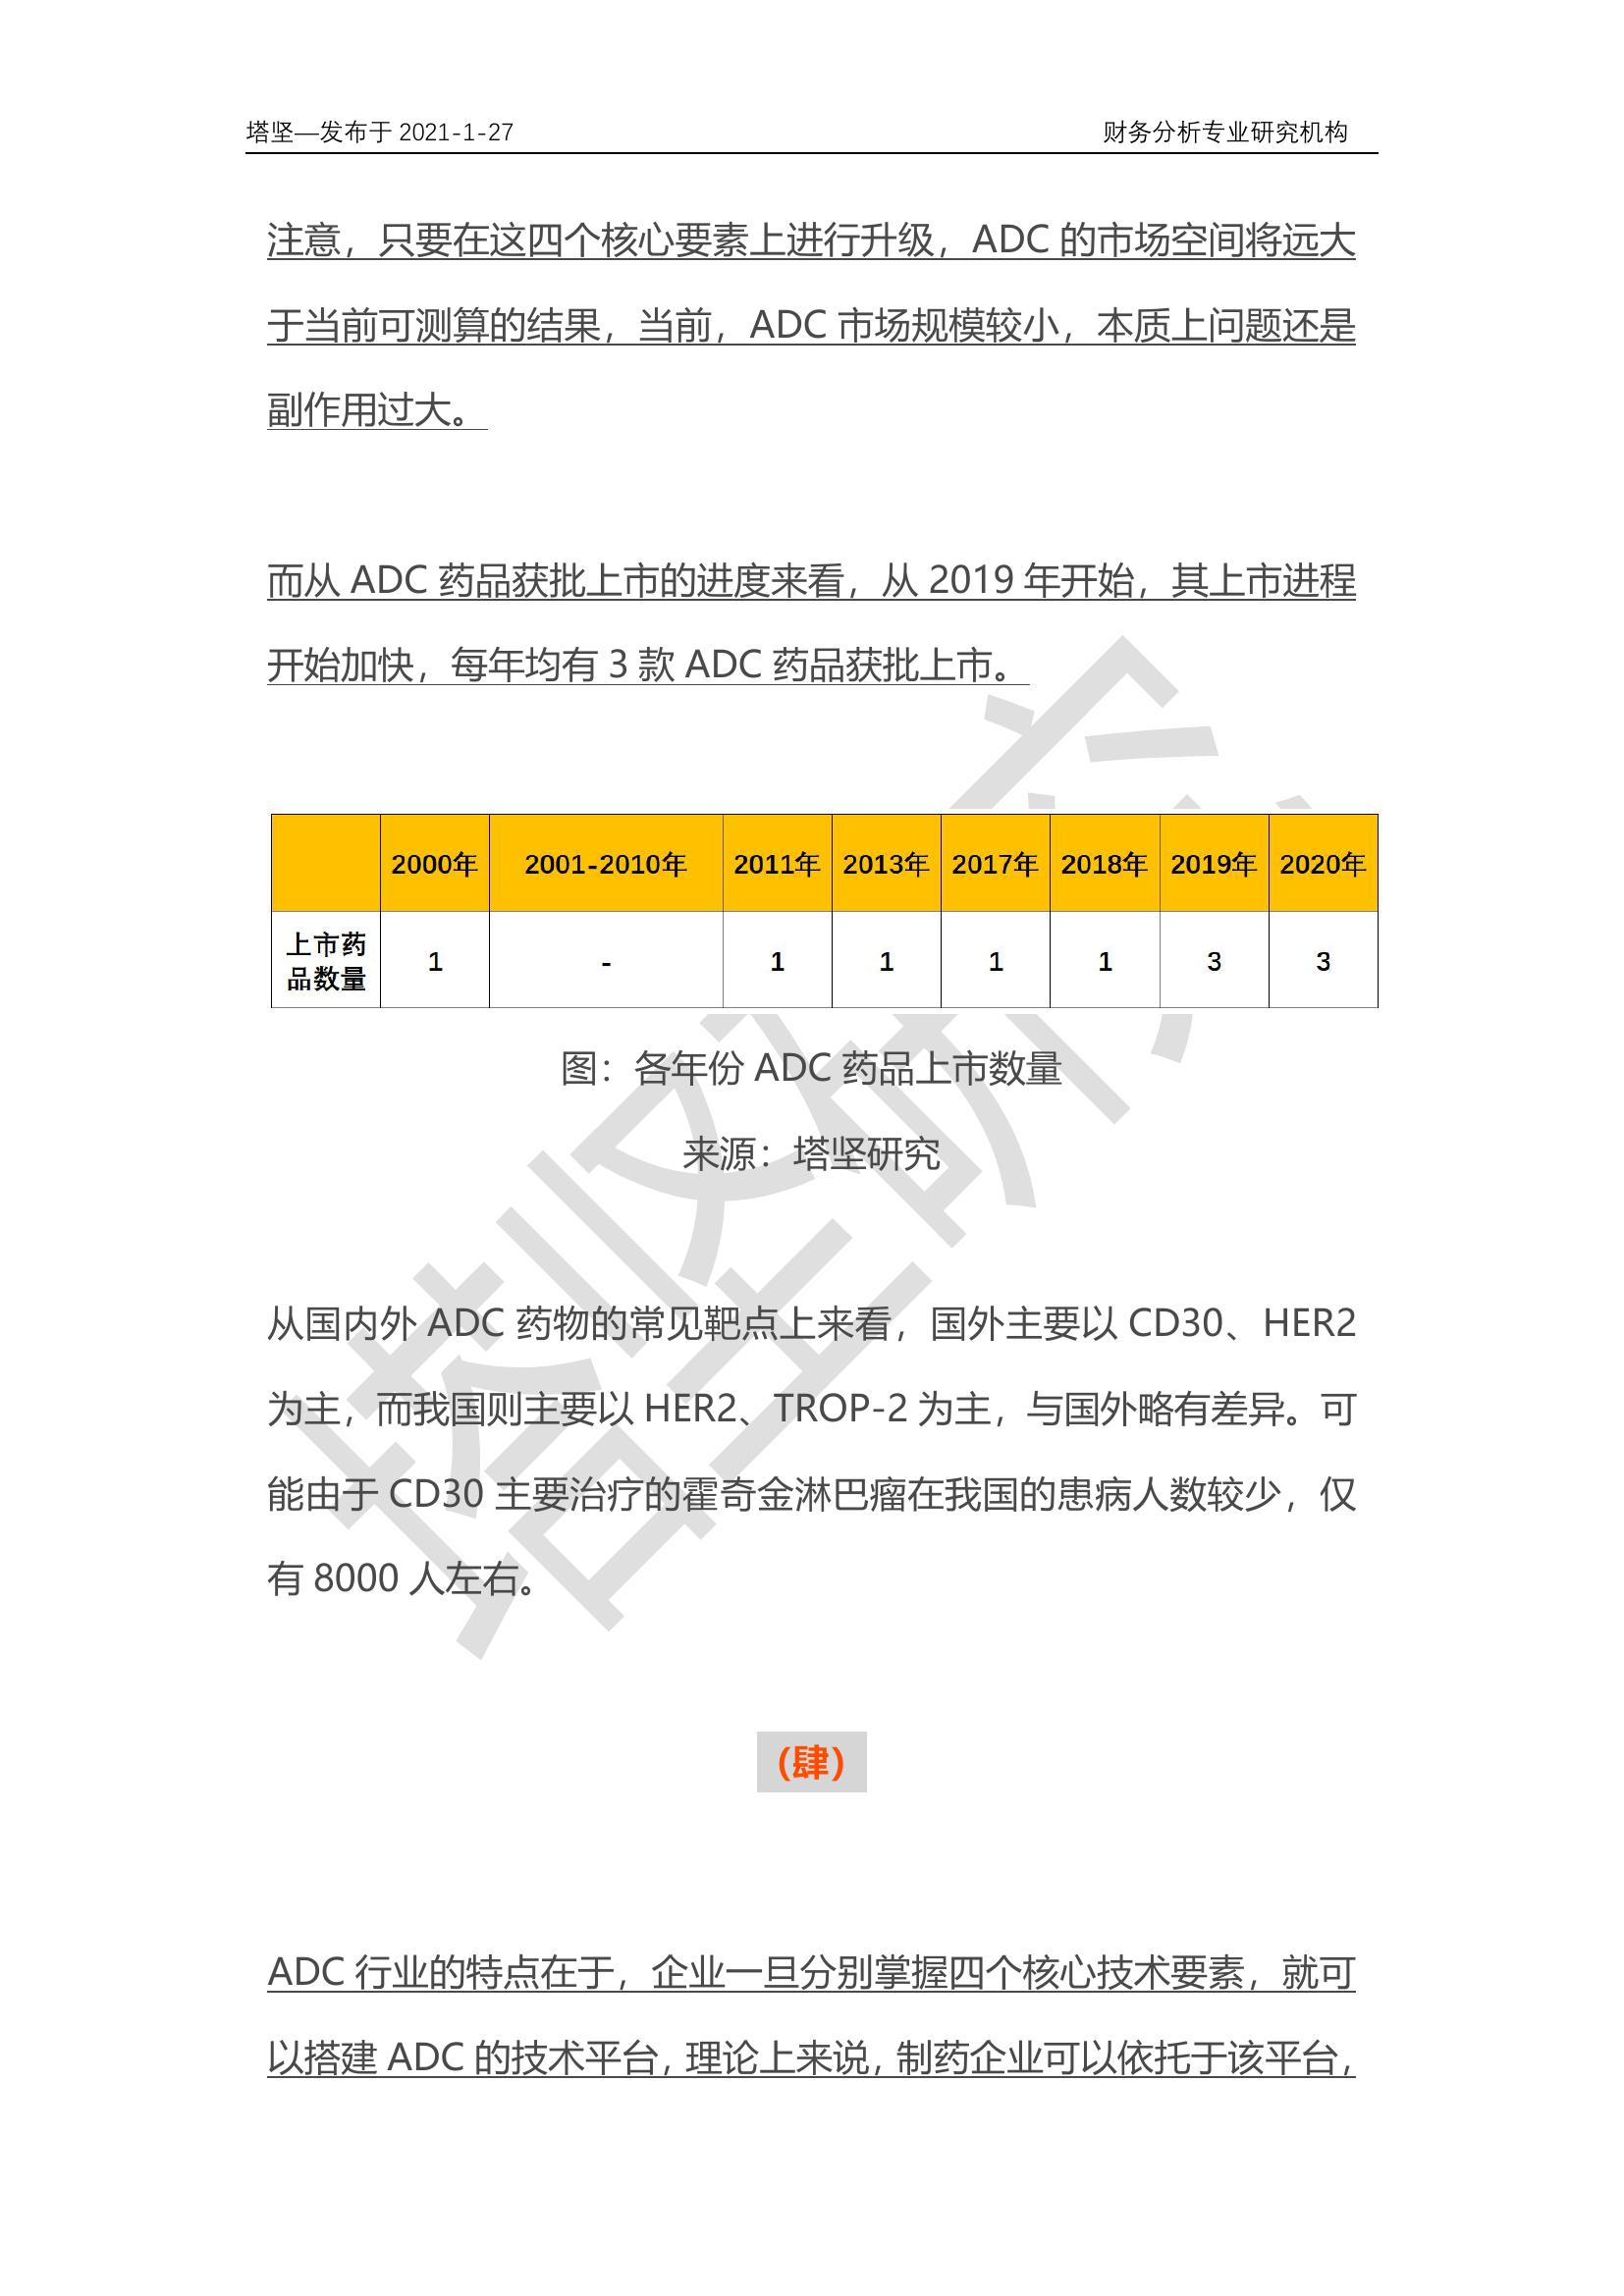 塔坚—发布于 2021-1-27 财务分析专业研究机构
注意，只要在这四个核心要素上进行升级，ADC 的市场空间将远大
于当前可测算的结果，当前，ADC 市场规模较小，本质上问题还是
副作用过大。
而从 ADC 药品获批上市的进度来看，从 2019 年开始，其上市进程
开始加快，每年均有 3 款 ADC 药品获批上市。
2000年 2001-2010年 2011年 2013年 2017年 2018年 2019年 2020年
上市药
品数量 1 - 1 1 1 1 3 3
图：各年份 ADC 药品上市数量
来源：塔坚研究
从国内外 ADC 药物的常见靶点上来看，国外主要以 CD30、HER2
为主，而我国则主要以 HER2、TROP-2 为主，与国外略有差异。可
能由于 CD30 主要治疗的霍奇金淋巴瘤在我国的患病人数较少，仅
有 8000 人左右。
（肆）
ADC 行业的特点在于，企业一旦分别掌握四个核心技术要素，就可
以搭建 ADC 的技术平台，理论上来说，制药企业可以依托于该平台，
塔坚研究